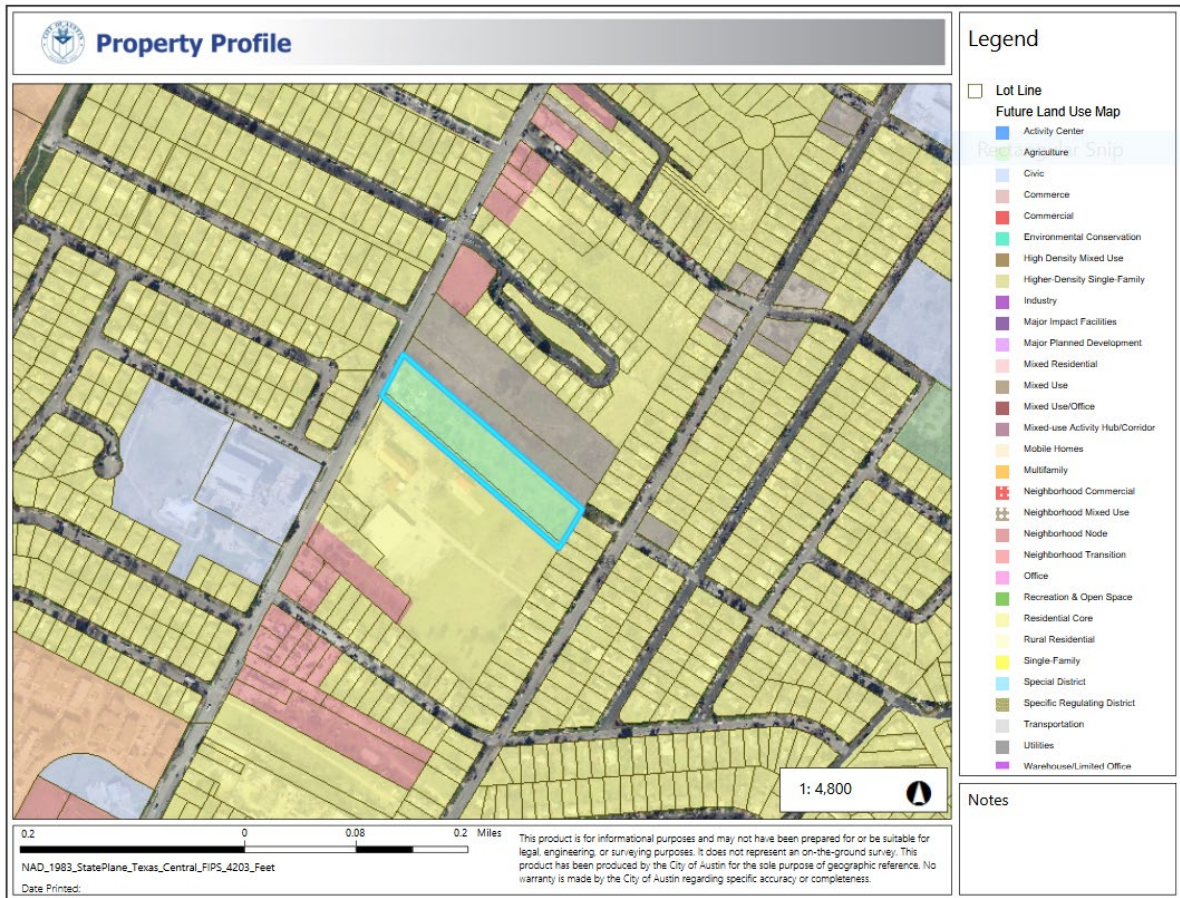 Property Profile
Legend
Lot Line
Future Land Use Map
Activity Center
Rectangular Snip
Agriculture
Civic
Commerce
Commercial
Environmental Conservation
High Density Mixed Use
Higher-Density Single-Family
Industry
Major Impact Facilities
Major Planned Development
Mixed Residential
Mixed Use
Mixed Use/Office
Mixed-use Activity Hub/Corridor
Mobile Homes
Multifamily
Neighborhood Commercial
Neighborhood Mixed Use
Neighborhood Node
Neighborhood Transition
Office
Recreation & Open Space
Residential Core
Rural Residential
Single-Family
Special District
Specific Regulating District
Transportation
Utilities
Warehouse/Limited Office
1: 4,800
Notes
0.2 0 0.08 0.2 Miles
NAD_1983_StatePlane_Texas_Central_FIPS_4203_Feet
Date Printed:
This product is for informational purposes and may not have been prepared for or be suitable for
legal, engineering, or surveying purposes. It does not represent an on-the-ground survey. This
product has been produced by the City of Austin for the sole purpose of geographic reference. No
warranty is made by the City of Austin regarding specific accuracy or completeness.